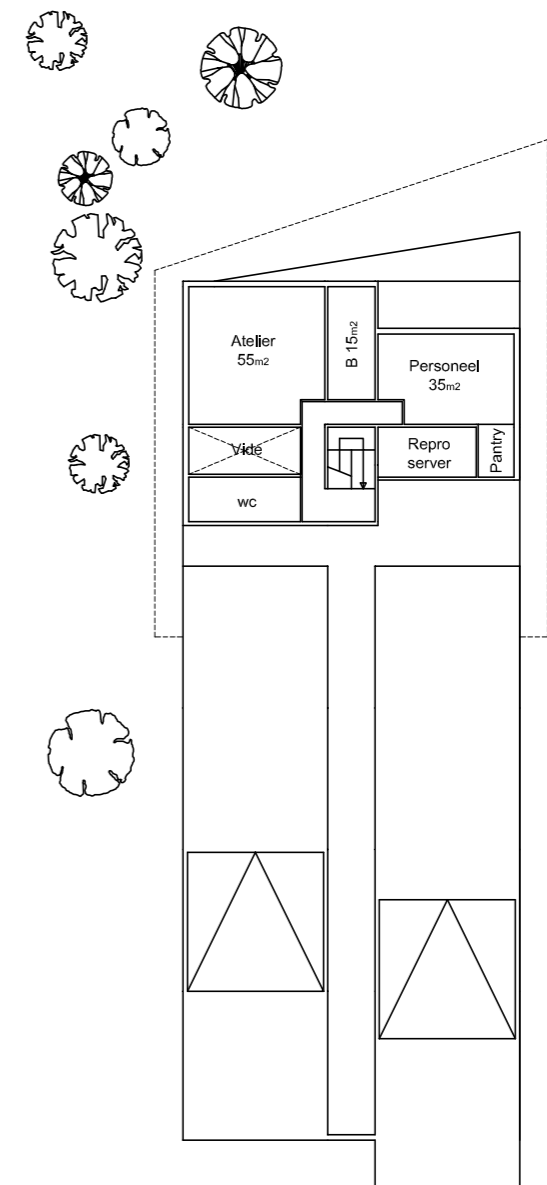 Atelier
55m2
B 15m2
Personeel
35m2
Vide
Repro
server
Pantry
wc